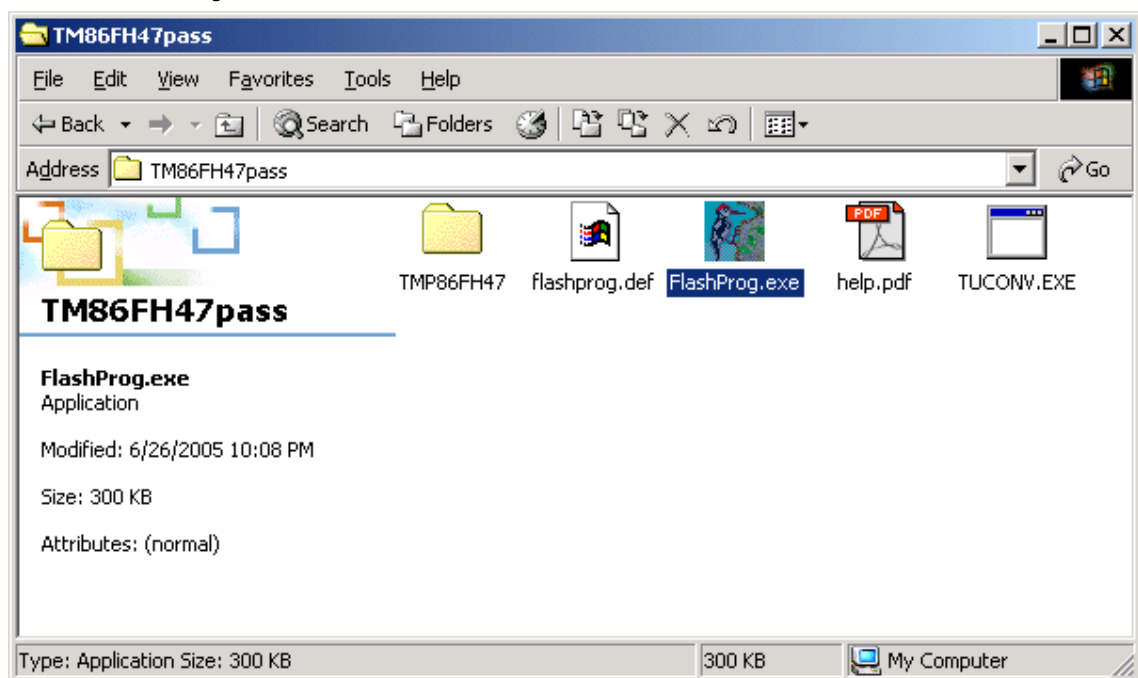 TM86FH47pass
File Edit View Favorites Tools Help
Back Search Folders
Address TM86FH47pass Go
TMP86FH47 flashprog.def FlashProg.exe help.pdf TUCONV.EXE
PDF
TM86FH47pass
FlashProg.exe
Application
Modified: 6/26/2005 10:08 PM
Size: 300 KB
Attributes: (normal)
Type: Application Size: 300 KB 300 KB My Computer